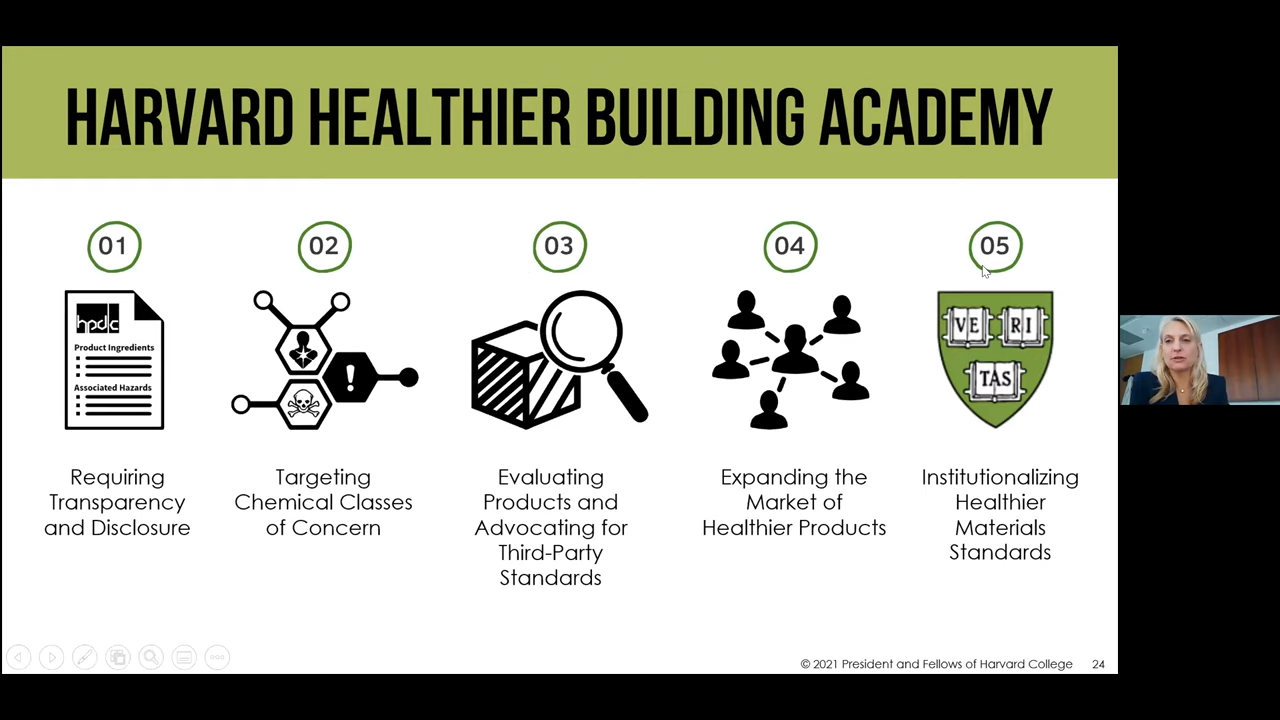 HARVARD HEALTHIER BUILDING ACADEMY
01
02
03
04
05
hpdc
Product Ingredients
Associated Hazards
VE
RI
TAS
Requiring
Transparency
and Disclosure
Targeting
Chemical Classes
of Concern
Evaluating
Products and
Advocating for
Third-Party
Standards
Expanding the
Market of
Healthier Products
Institutionalizing
Healthier
Materials
Standards
© 2021 President and Fellows of Harvard College
24